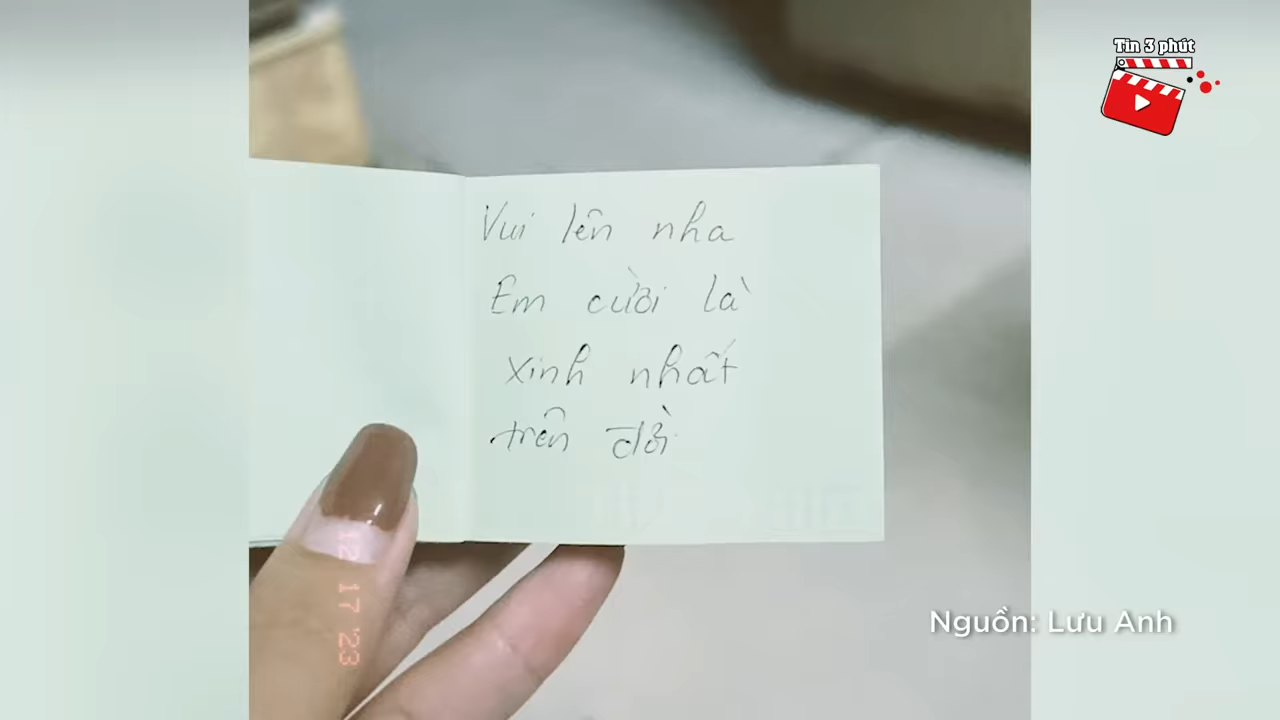 Tin 3 phút
Vui lên nha
Em cười là
Xinh nhất
trên đời
12 17 '23
Nguồn: Lưu Anh